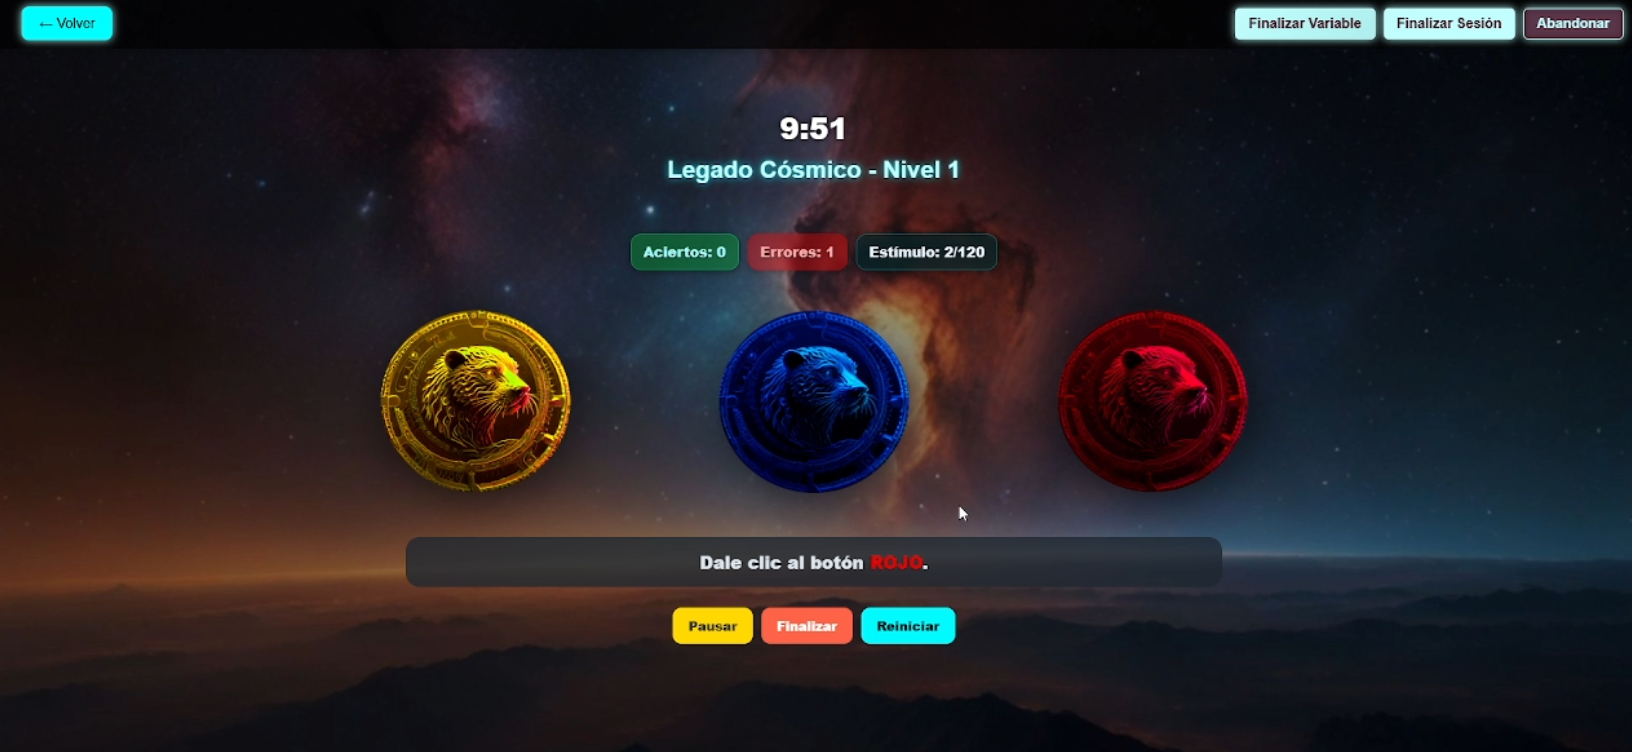 ← Volver
Finalizar Variable
Finalizar Sesión
Abandonar
9:51
Legado Cósmico - Nivel 1
Aciertos: 0
Errores: 1
Estímulo: 2/120
Dale clic al botón ROJO.
Pausar
Finalizar
Reiniciar